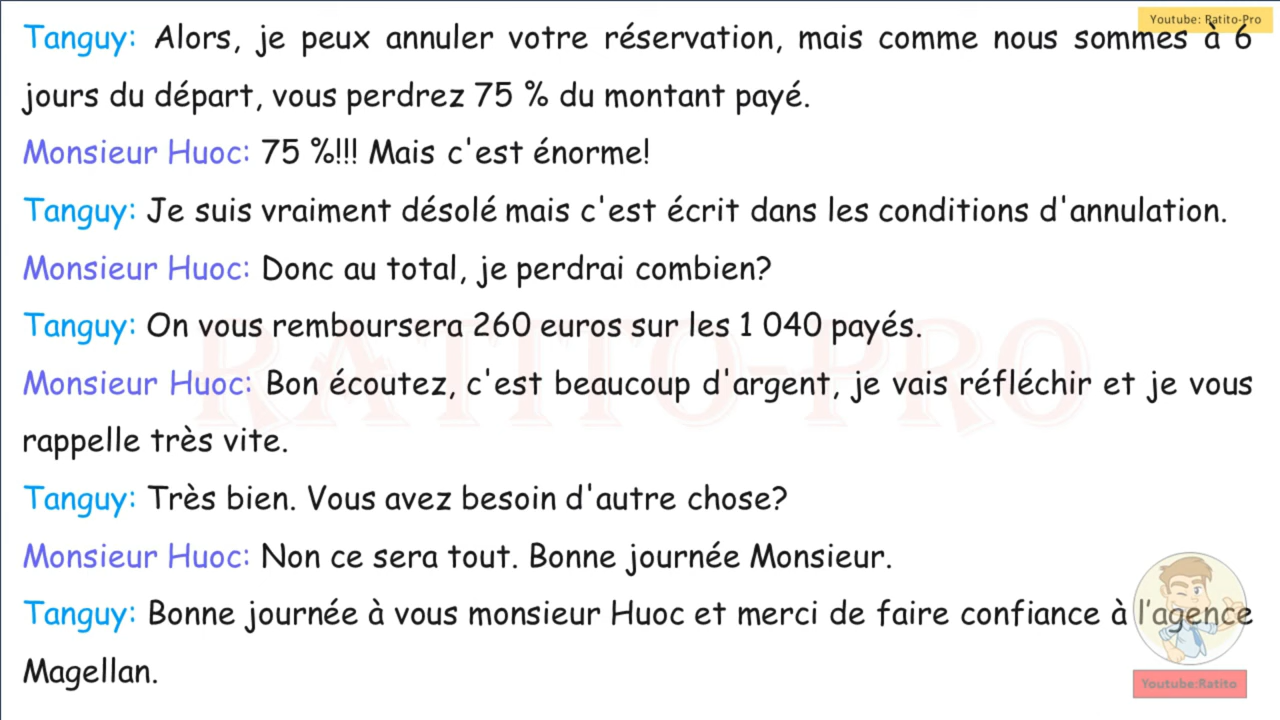 Youtube: Ratito-Pro
Tanguy: Alors, je peux annuler votre réservation, mais comme nous sommes à 6
jours du départ, vous perdrez 75 % du montant payé.
Monsieur Huoc: 75 %!!! Mais c'est énorme!
Tanguy: Je suis vraiment désolé mais c'est écrit dans les conditions d'annulation.
Monsieur Huoc: Donc au total, je perdrai combien?
Tanguy: On vous remboursera 260 euros sur les 1 040 payés.
RATITO-PRO
Monsieur Huoc: Bon écoutez, c'est beaucoup d'argent, je vais réfléchir et je vous
rappelle très vite.
Tanguy: Très bien. Vous avez besoin d'autre chose?
Monsieur Huoc: Non ce sera tout. Bonne journée Monsieur.
Tanguy: Bonne journée à vous monsieur Huoc et merci de faire confiance à l'agence
Magellan.
Youtube:Ratito